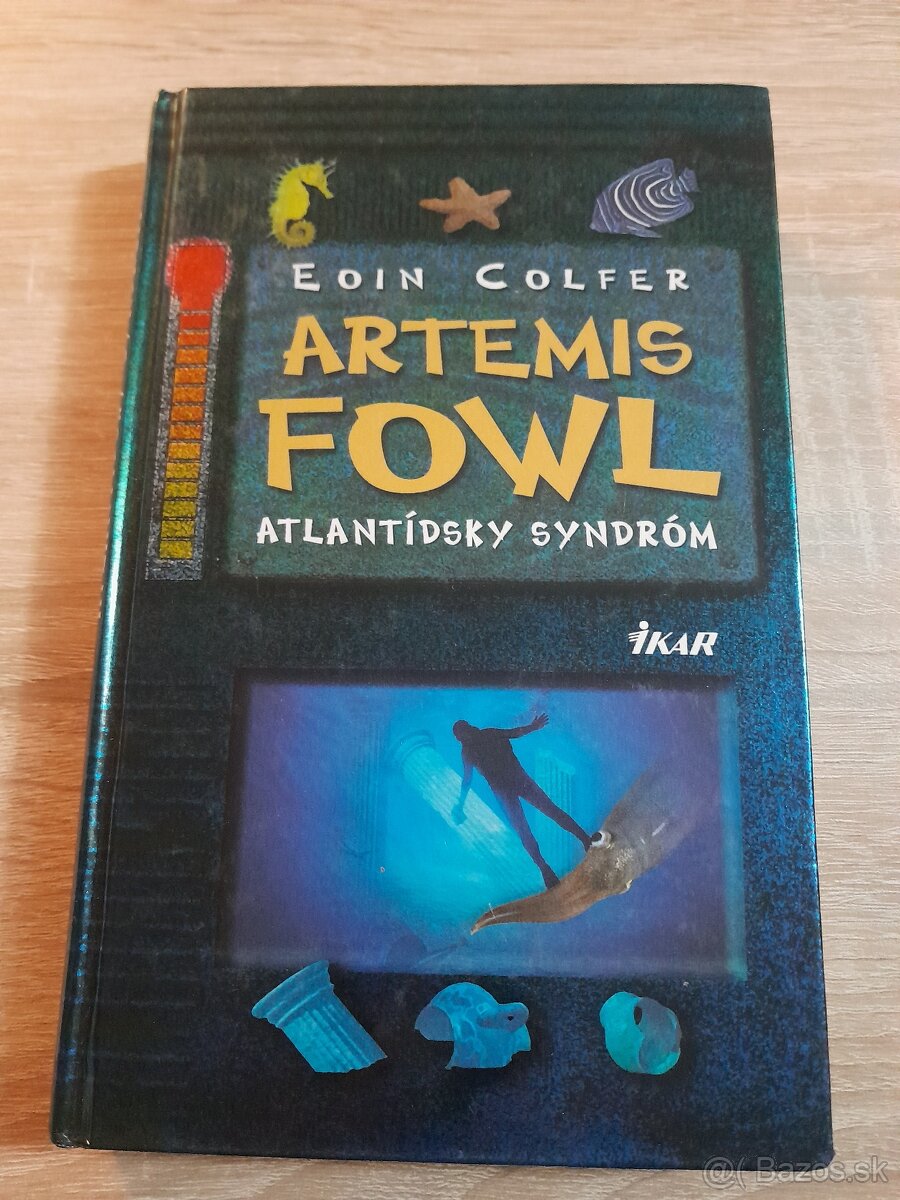 EOIN COLFER
ARTEMIS
FOWL
ATLANTÍDSKY SYNDRÓM
IKAR
@( Bazos.sk